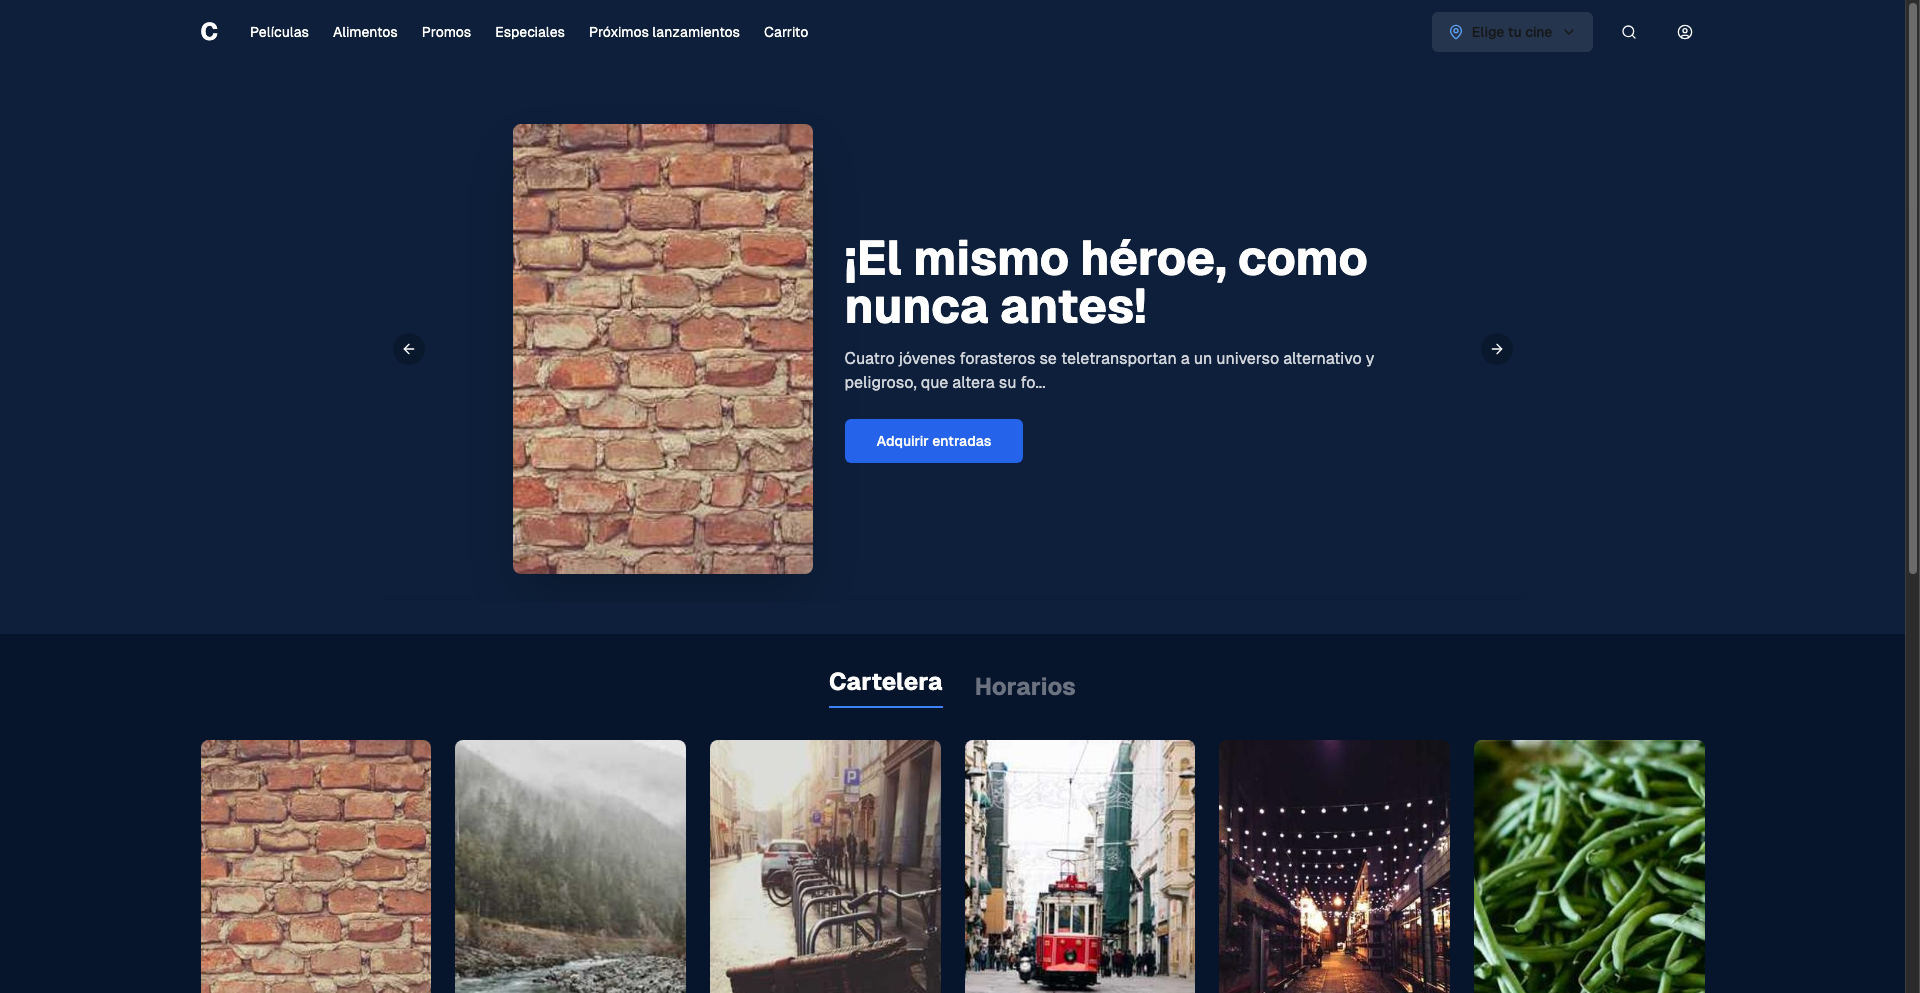 C
Películas
Alimentos
Promos
Especiales
Próximos lanzamientos
Carrito
Elige tu cine
¡El mismo héroe, como
nunca antes!
Cuatro jóvenes forasteros se teletransportan a un universo alternativo y
peligroso, que altera su fo...
Adquirir entradas
Cartelera
Horarios
P